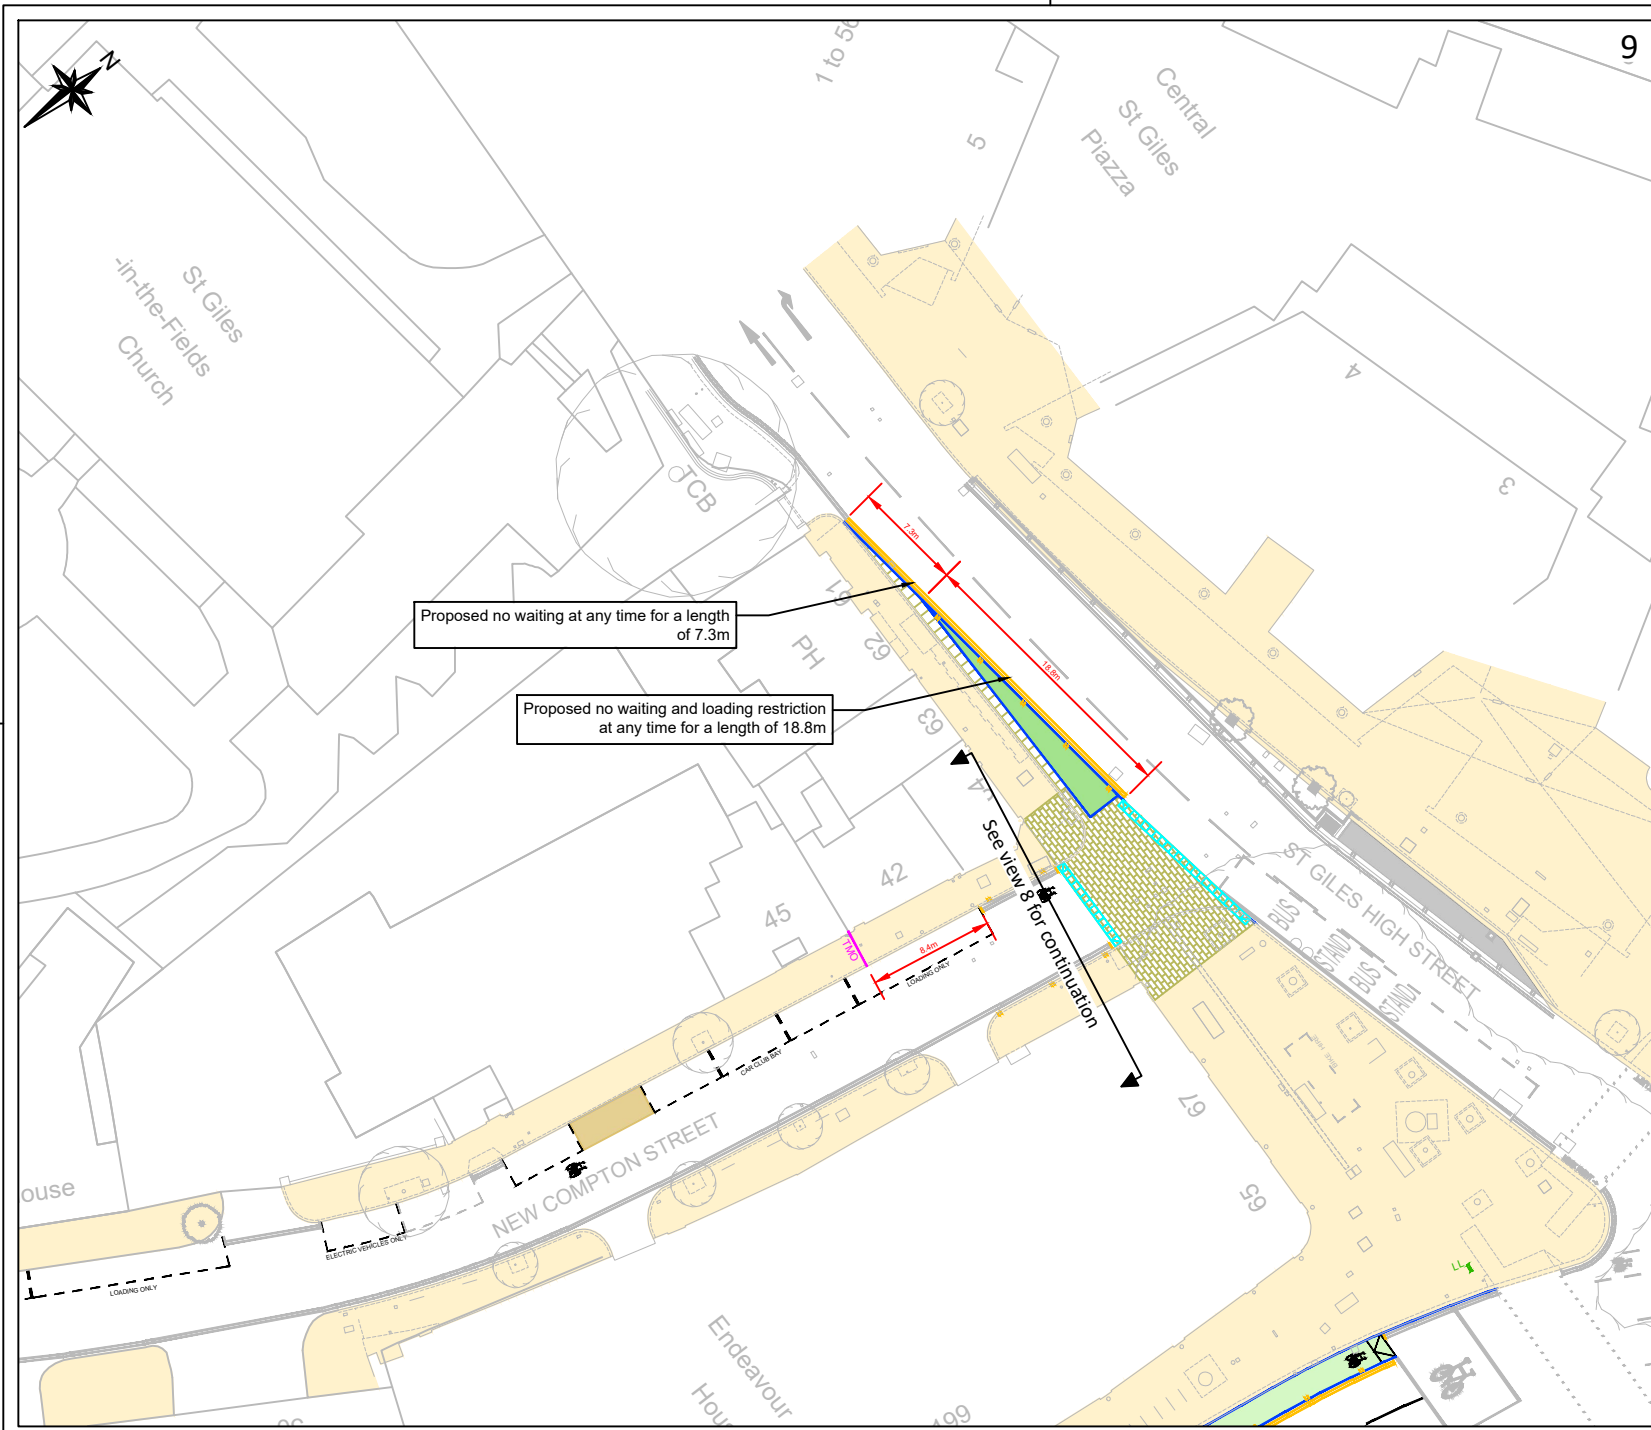 9
N
1 to 56
5
Central
St Giles
Piazza
St Giles
-in-the-Fields
Church
4
3
TCB
7.3m
Proposed no waiting at any time for a length
of 7.3m
61
62
PH
18.8m
Proposed no waiting and loading restriction
at any time for a length of 18.8m
63
64
See view 8 for continuation
42
45
TMO
8.4m
LOADING ONLY
CAR CLUB BAY
ST GILES HIGH STREET
BUS
STAND
BUS
STAND
67
65
NEW COMPTON STREET
ouse
ELECTRIC VEHICLES ONLY
LOADING ONLY
LL
Endeavour
Hou
199